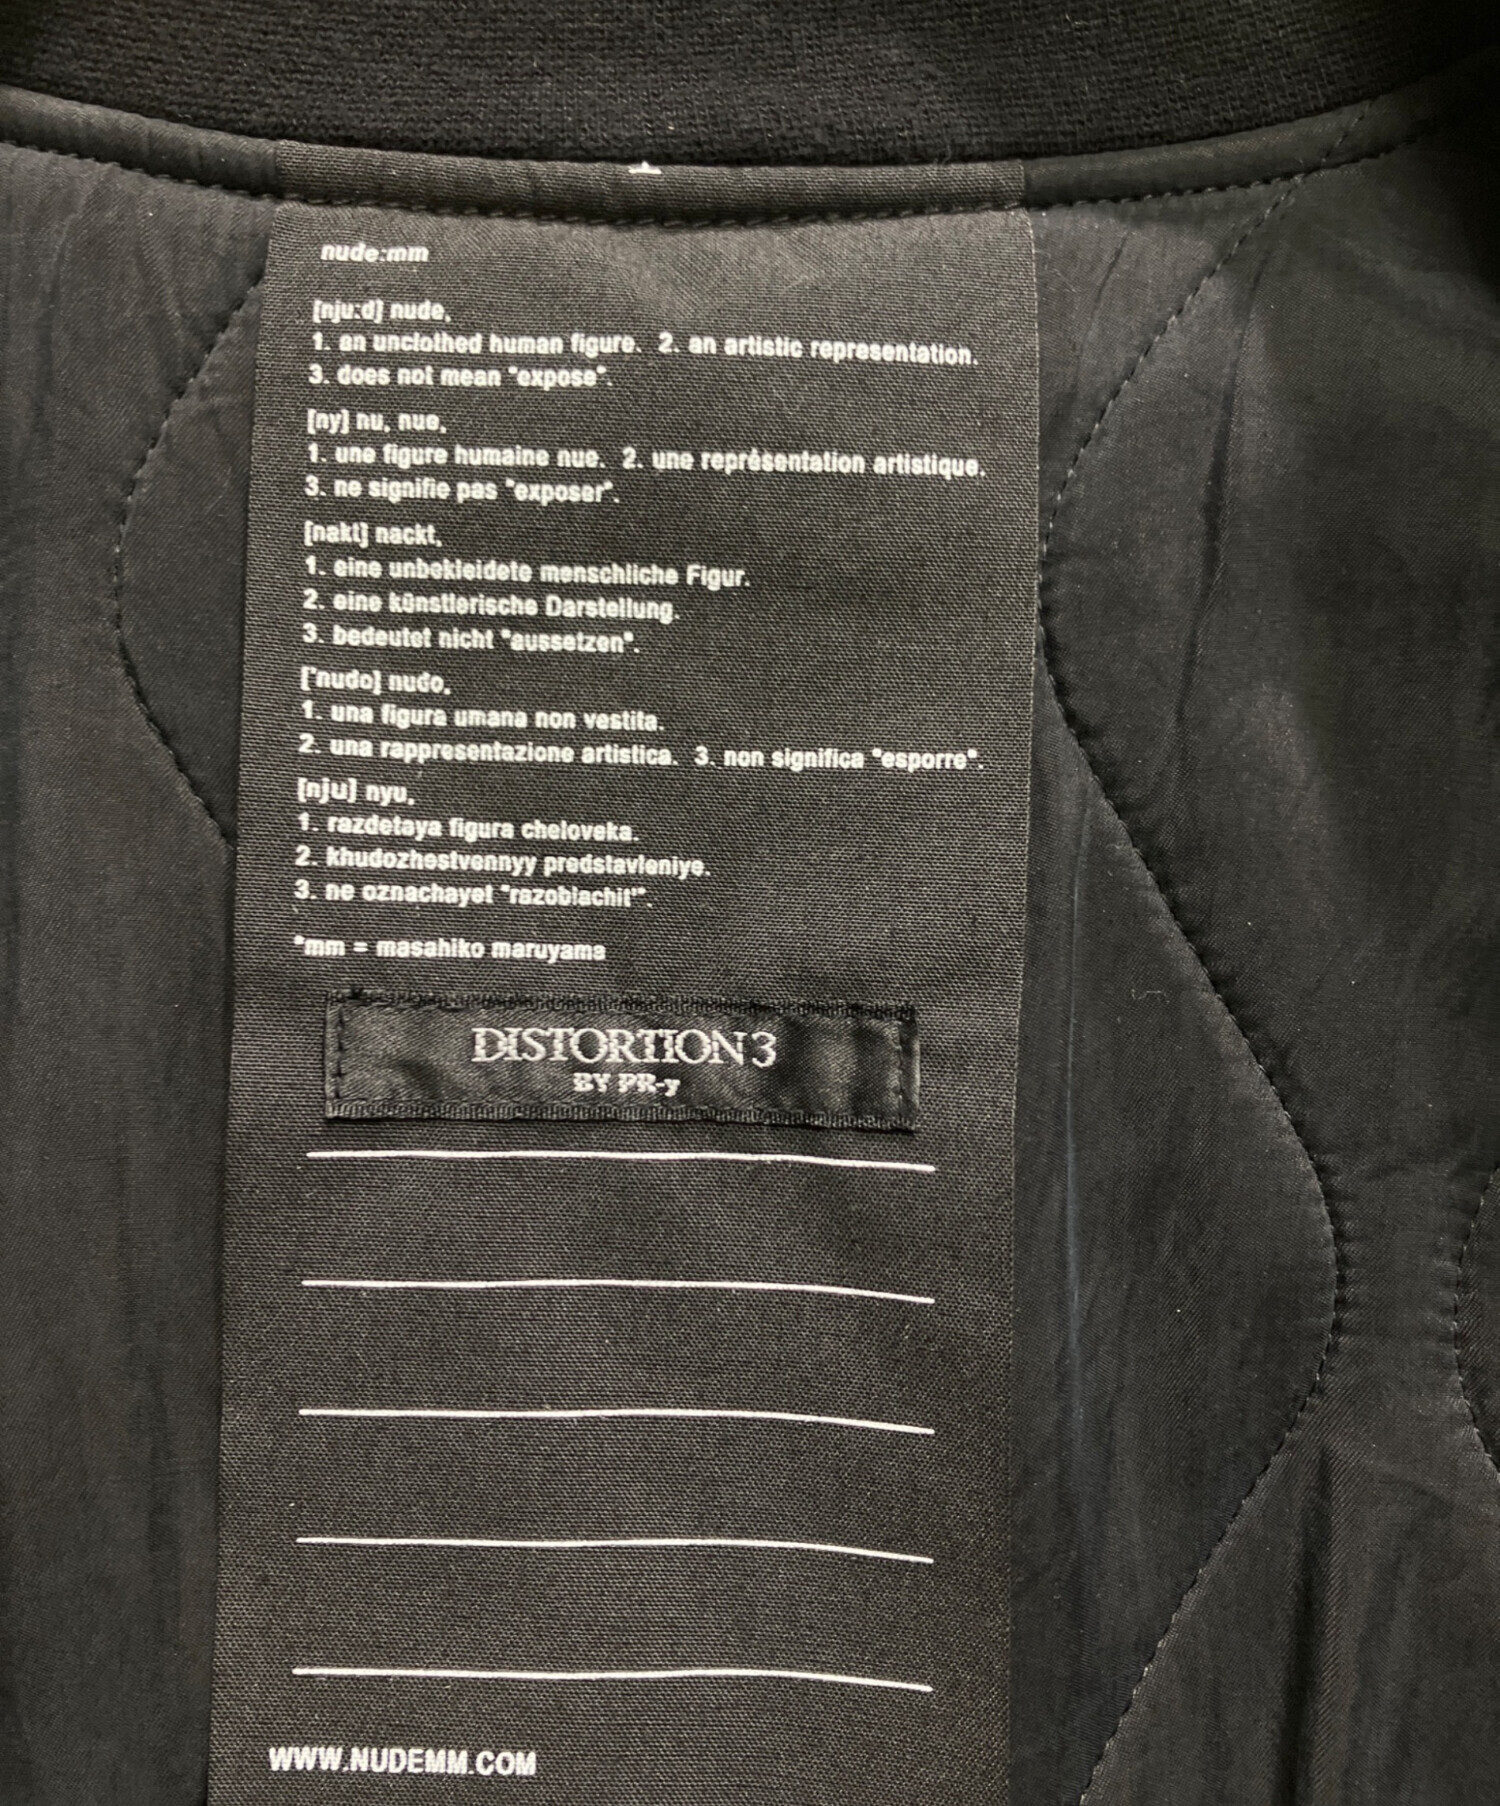 nude:mm
[nju:d] nude,
1. an unclothed human figure. 2. an artistic representation.
3. does not mean "expose".
[ny] nu, nue,
1. une figure humaine nue. 2. une représentation artistique.
3. ne signifie pas "exposer".
[nakt] nackt,
1. eine unbekleidete menschliche Figur.
2. eine künstlerische Darstellung.
3. bedeutet nicht "aussetzen".
['nudo] nudo,
1. una figura umana non vestita.
2. una rappresentazione artistica. 3. non significa "esporre".
[nju] nyu,
1. razdetaya figura cheloveka.
2. khudozhestvennyy predstavleniye.
3. ne oznachayet "razoblachit'".
*mm = masahiko maruyama
DISTORTION3
BY PR-y
WWW.NUDEMM.COM